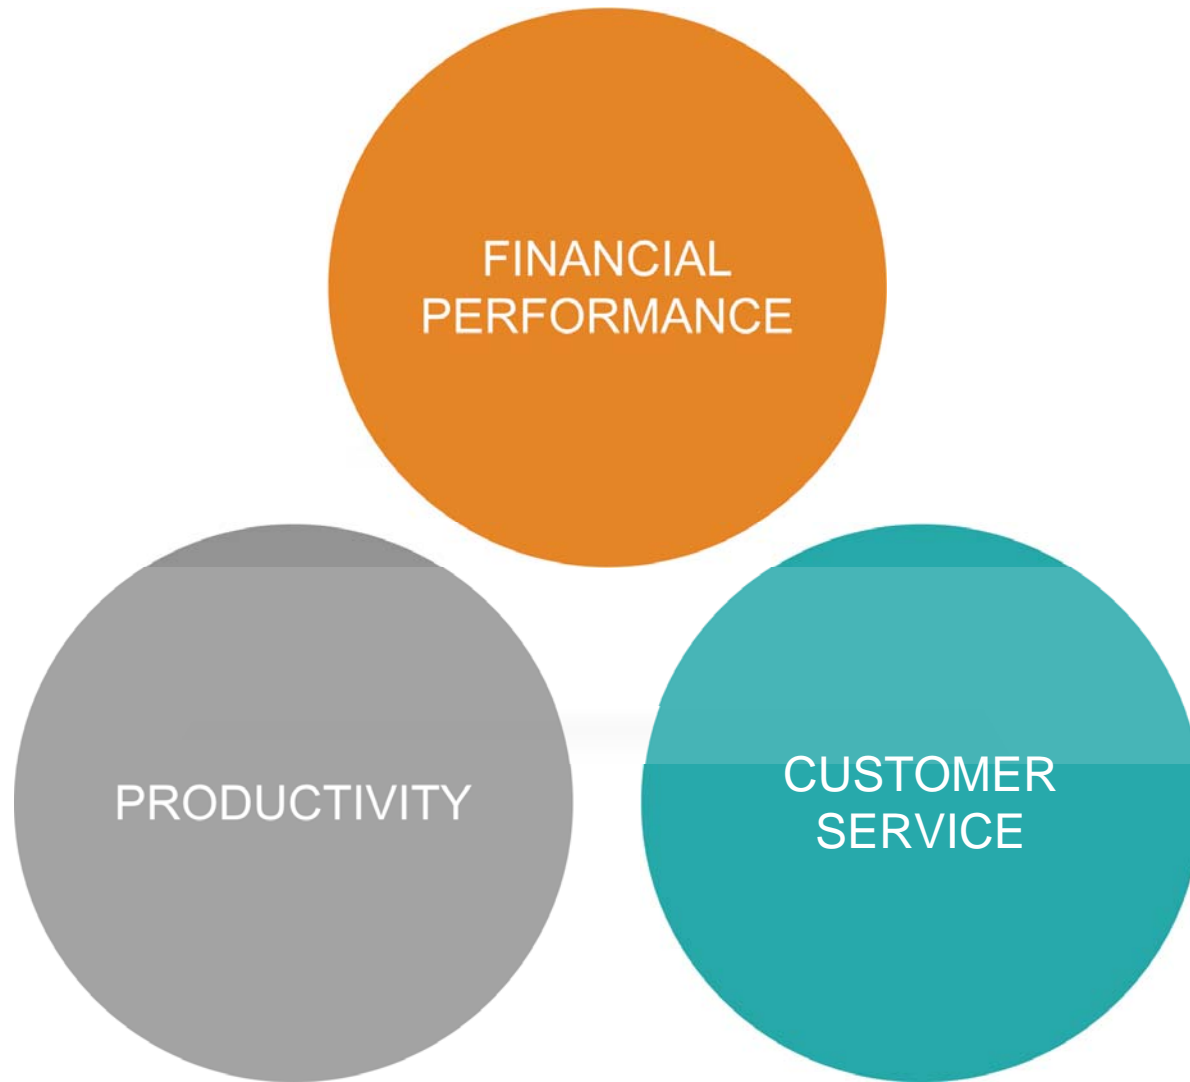 FINANCIAL
PERFORMANCE
PRODUCTIVITY
CUSTOMER
SERVICE